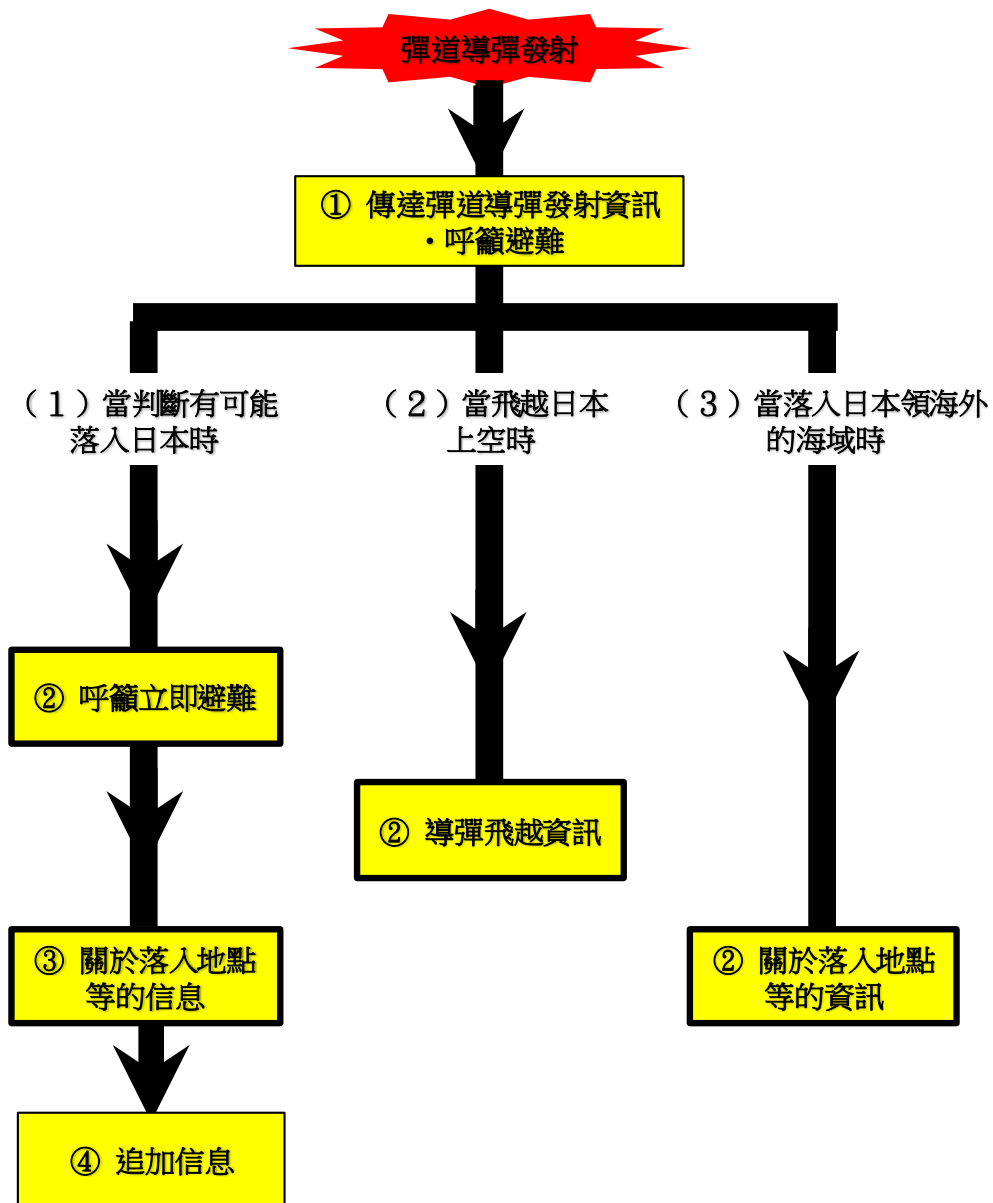 彈道導彈發射
① 傳達彈道導彈發射資訊
・呼籲避難
（１）當判斷有可能
落入日本時
（２）當飛越日本
上空時
（３）當落入日本領海外
的海域時
② 呼籲立即避難
② 導彈飛越資訊
③ 關於落入地點
等的信息
② 關於落入地點
等的資訊
④ 追加信息